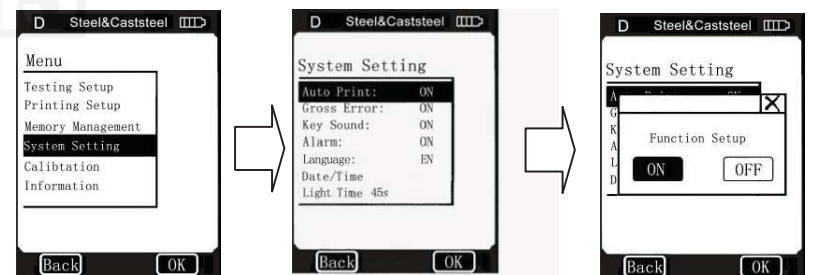 D Steel&Caststeel
Menu
Testing Setup
Printing Setup
Memory Management
System Setting
Calibtation
Information
Back OK
D Steel&Caststeel
System Setting
Auto Print: ON
Gross Error: ON
Key Sound: ON
Alarm: ON
Language: EN
Date/Time
Light Time 45s
Back OK
D Steel&Caststeel
System Setting
A
G
K
A
L
D
Function Setup
ON OFF
Back OK